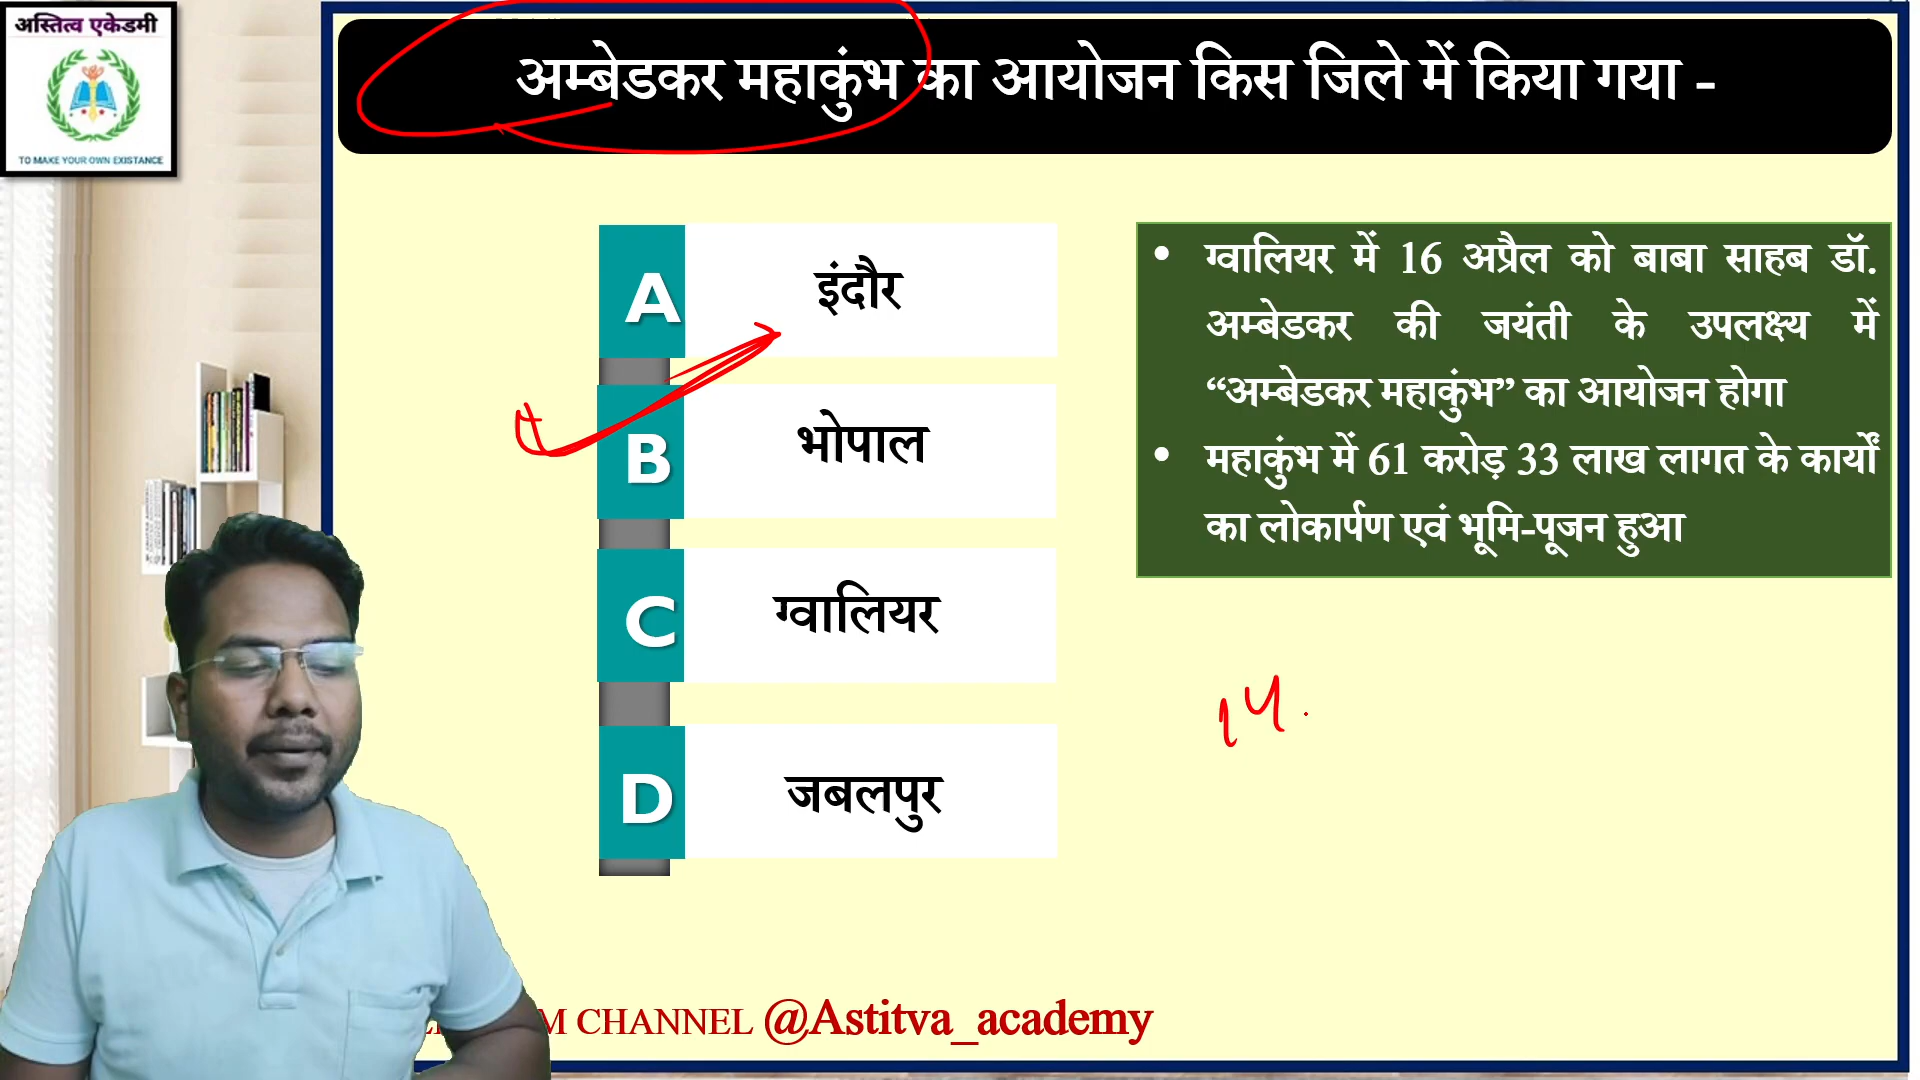 अस्तित्व एकेडमी
TO MAKE YOUR OWN EXISTANCE
अम्बेडकर महाकुंभ का आयोजन किस जिले में किया गया -
A इंदौर
B भोपाल
C ग्वालियर
D जबलपुर
• ग्वालियर में 16 अप्रैल को बाबा साहब डॉ.
अम्बेडकर की जयंती के उपलक्ष्य में
“अम्बेडकर महाकुंभ” का आयोजन होगा
• महाकुंभ में 61 करोड़ 33 लाख लागत के कार्यों
का लोकार्पण एवं भूमि-पूजन हुआ
14.
CHANNEL @Astitva_academy